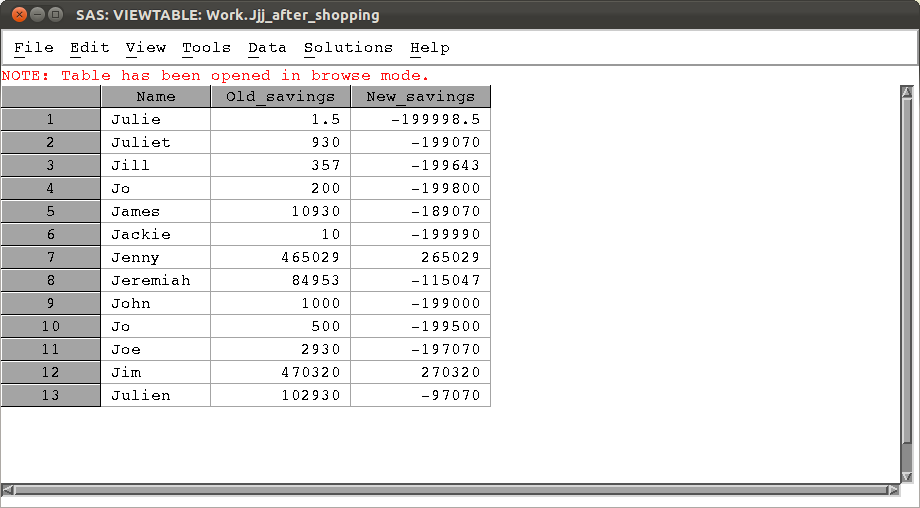 SAS: VIEWTABLE: Work.Jjj_after_shopping
File Edit View Tools Data Solutions Help
NOTE: Table has been opened in browse mode.
Name Old_savings New_savings
1 Julie 1.5 -199998.5
2 Juliet 930 -199070
3 Jill 357 -199643
4 Jo 200 -199800
5 James 10930 -189070
6 Jackie 10 -199990
7 Jenny 465029 265029
8 Jeremiah 84953 -115047
9 John 1000 -199000
10 Jo 500 -199500
11 Joe 2930 -197070
12 Jim 470320 270320
13 Julien 102930 -97070